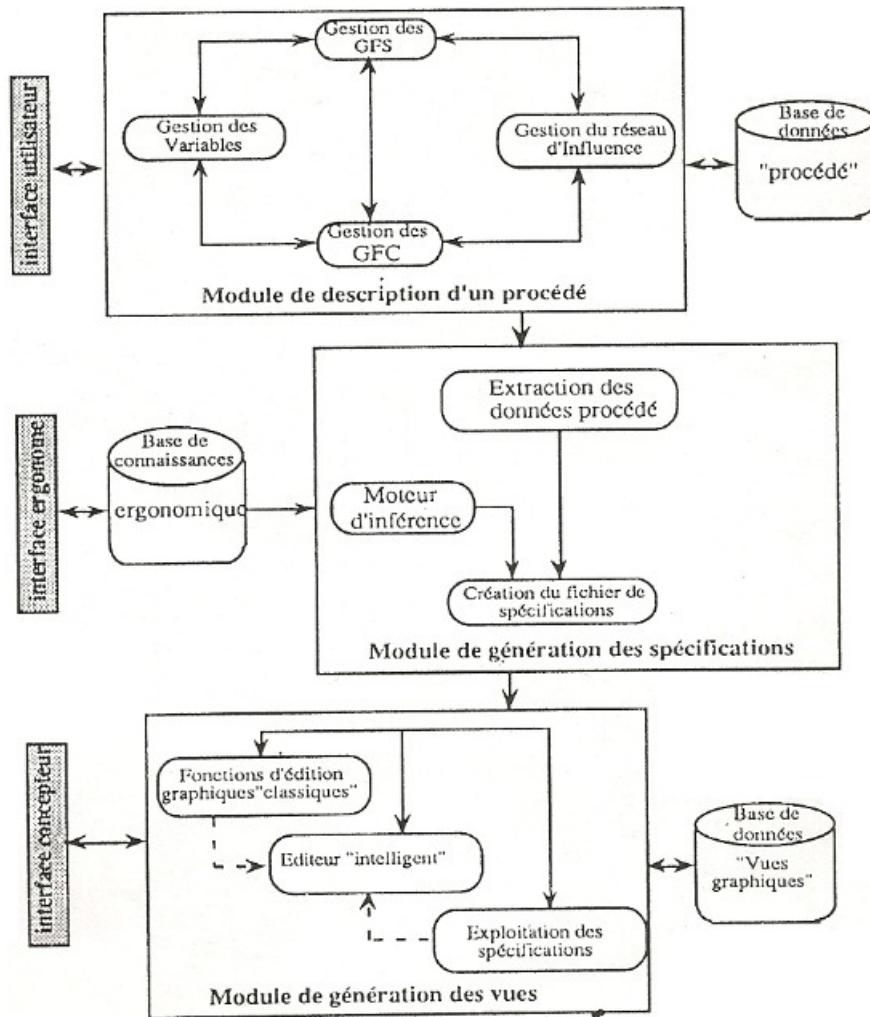 Gestion des
GFS
interface utilisateur
Gestion des
Variables
Gestion du réseau
d'Influence
Base de
données
"procédé"
Gestion des
GFC
Module de description d'un procédé
Extraction des
données procédé
interface ergonome
Base de
connaissances
ergonomique
Moteur
d'inférence
Création du fichier de
spécifications
Module de génération des spécifications
interface concepteur
Fonctions d'édition
graphiques"classiques"
Editeur "intelligent"
Base de
données
"Vues
graphiques"
Exploitation des
spécifications
Module de génération des vues